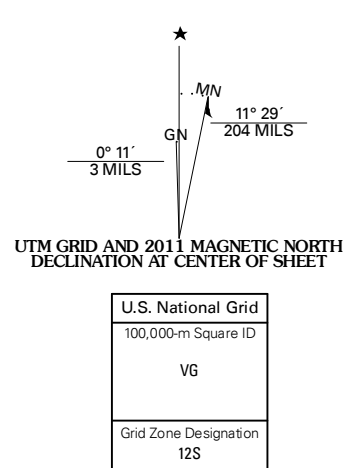 ★
MN
GN
11° 29´
204 MILS
0° 11´
3 MILS
UTM GRID AND 2011 MAGNETIC NORTH
DECLINATION AT CENTER OF SHEET
U.S. National Grid
100,000-m Square ID
VG
Grid Zone Designation
12S